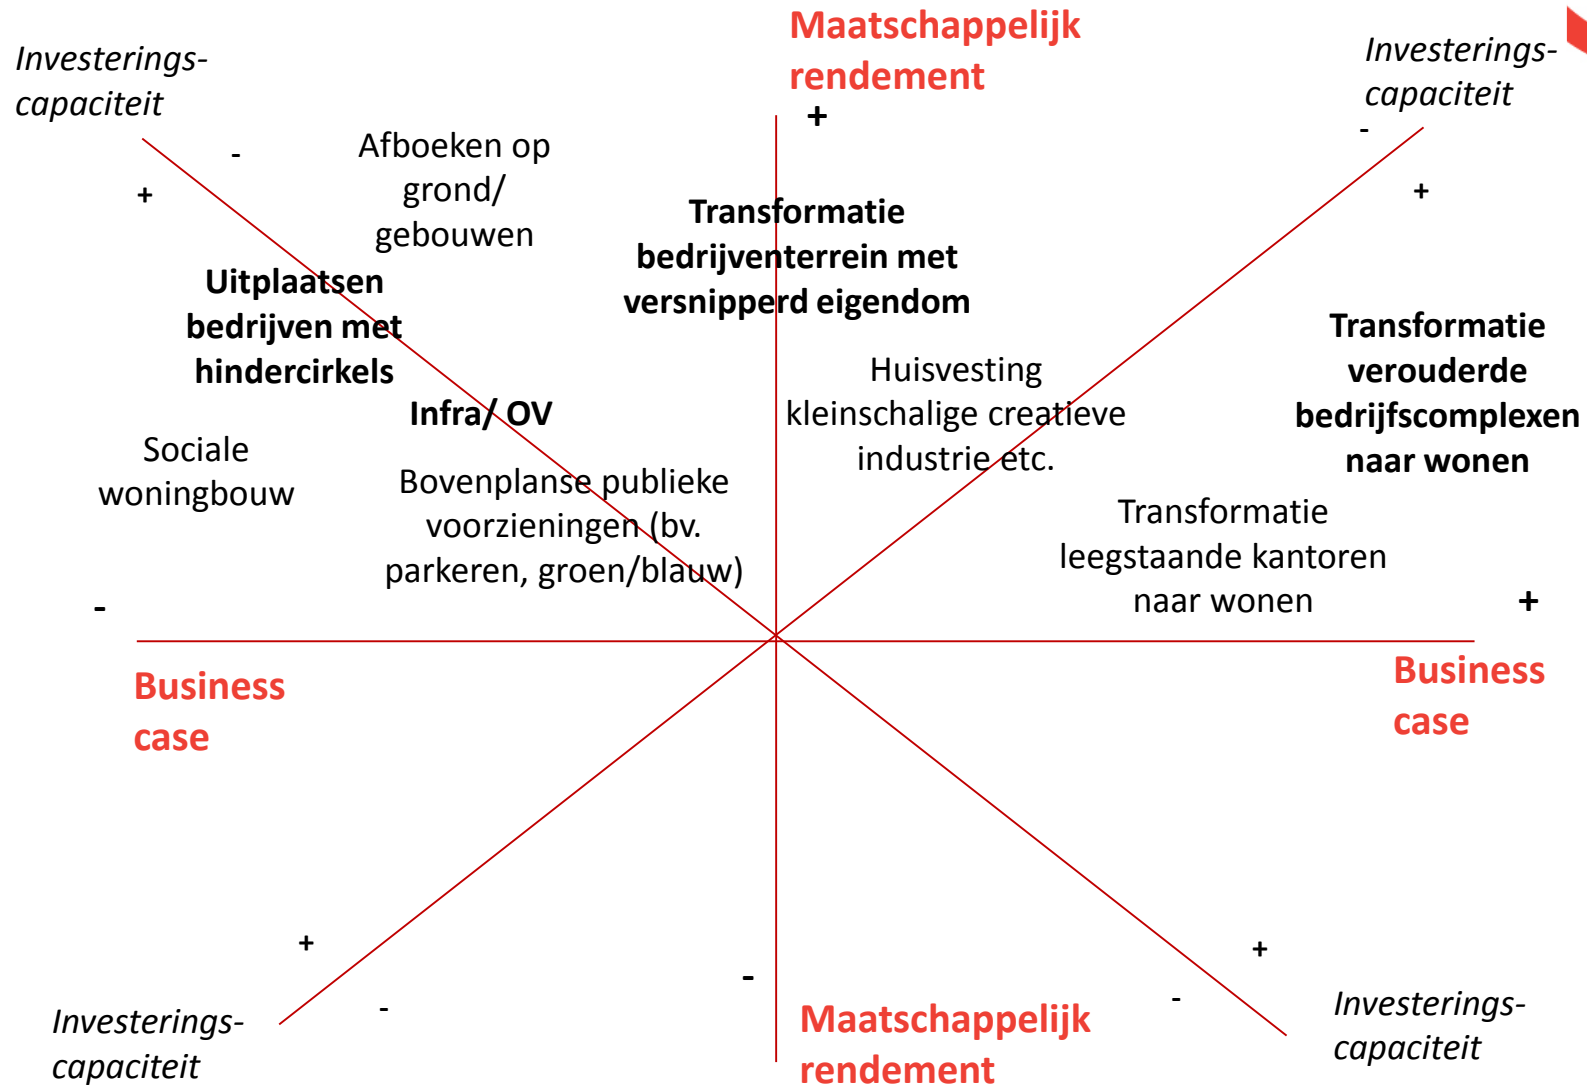 Maatschappelijk
rendement
+
Investerings-
capaciteit
-
+
Investerings-
capaciteit
-
+
Afboeken op
grond/
gebouwen
Transformatie
bedrijventerrein met
versnipperd eigendom
Uitplaatsen
bedrijven met
hindercirkels
Transformatie
verouderde
bedrijfscomplexen
naar wonen
Huisvesting
kleinschalige creatieve
industrie etc.
Infra/ OV
Sociale
woningbouw
Bovenplanse publieke
voorzieningen (bv.
parkeren, groen/blauw)
Transformatie
leegstaande kantoren
naar wonen
-
+
Business
case
Business
case
+
-
Investerings-
capaciteit
-
Maatschappelijk
rendement
+
-
Investerings-
capaciteit